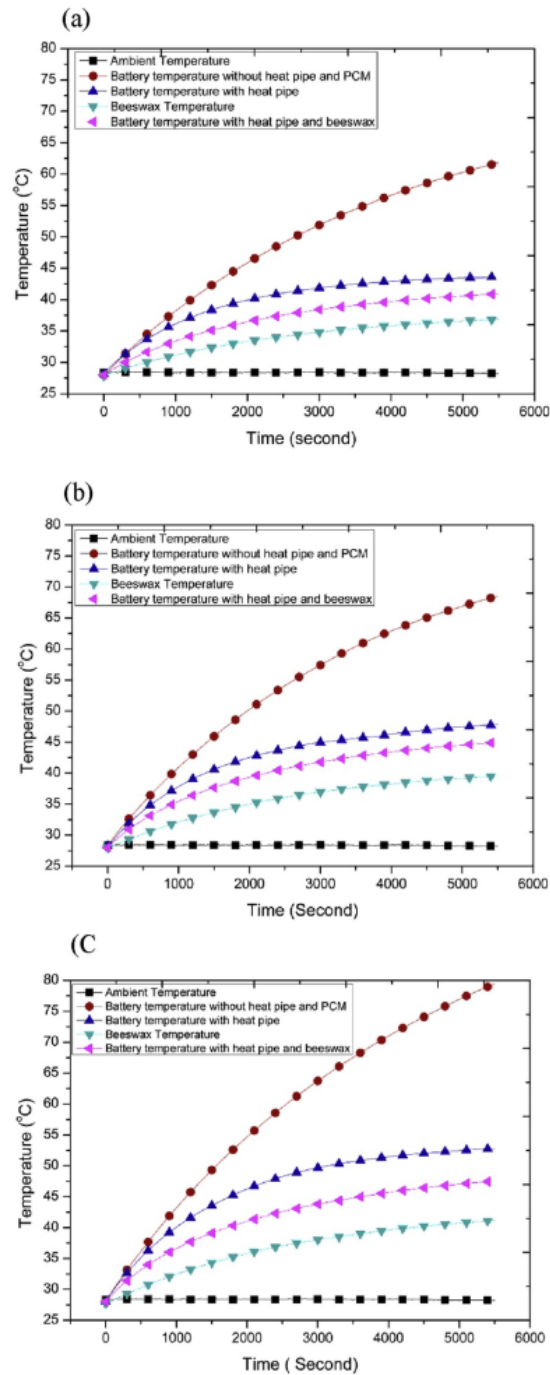 (a)
Ambient Temperature
Battery temperature without heat pipe and PCM
Battery temperature with heat pipe
Beeswax Temperature
Battery temperature with heat pipe and beeswax
80
75
70
65
60
55
50
45
40
35
30
25
Temperature (°C)
0 1000 2000 3000 4000 5000 6000
Time (second)
(b)
Ambient Temperature
Battery temperature without heat pipe and PCM
Battery temperature with heat pipe
Beeswax Temperature
Battery temperature with heat pipe and beeswax
80
75
70
65
60
55
50
45
40
35
30
25
Temperature (°C)
0 1000 2000 3000 4000 5000 6000
Time (Second)
(C
Ambient Temperature
Battery temperature without heat pipe and PCM
Battery temperature with heat pipe
Beeswax Temperature
Battery temperature with heat pipe and beeswax
80
75
70
65
60
55
50
45
40
35
30
25
Temperature (°C)
0 1000 2000 3000 4000 5000 6000
Time ( Second)